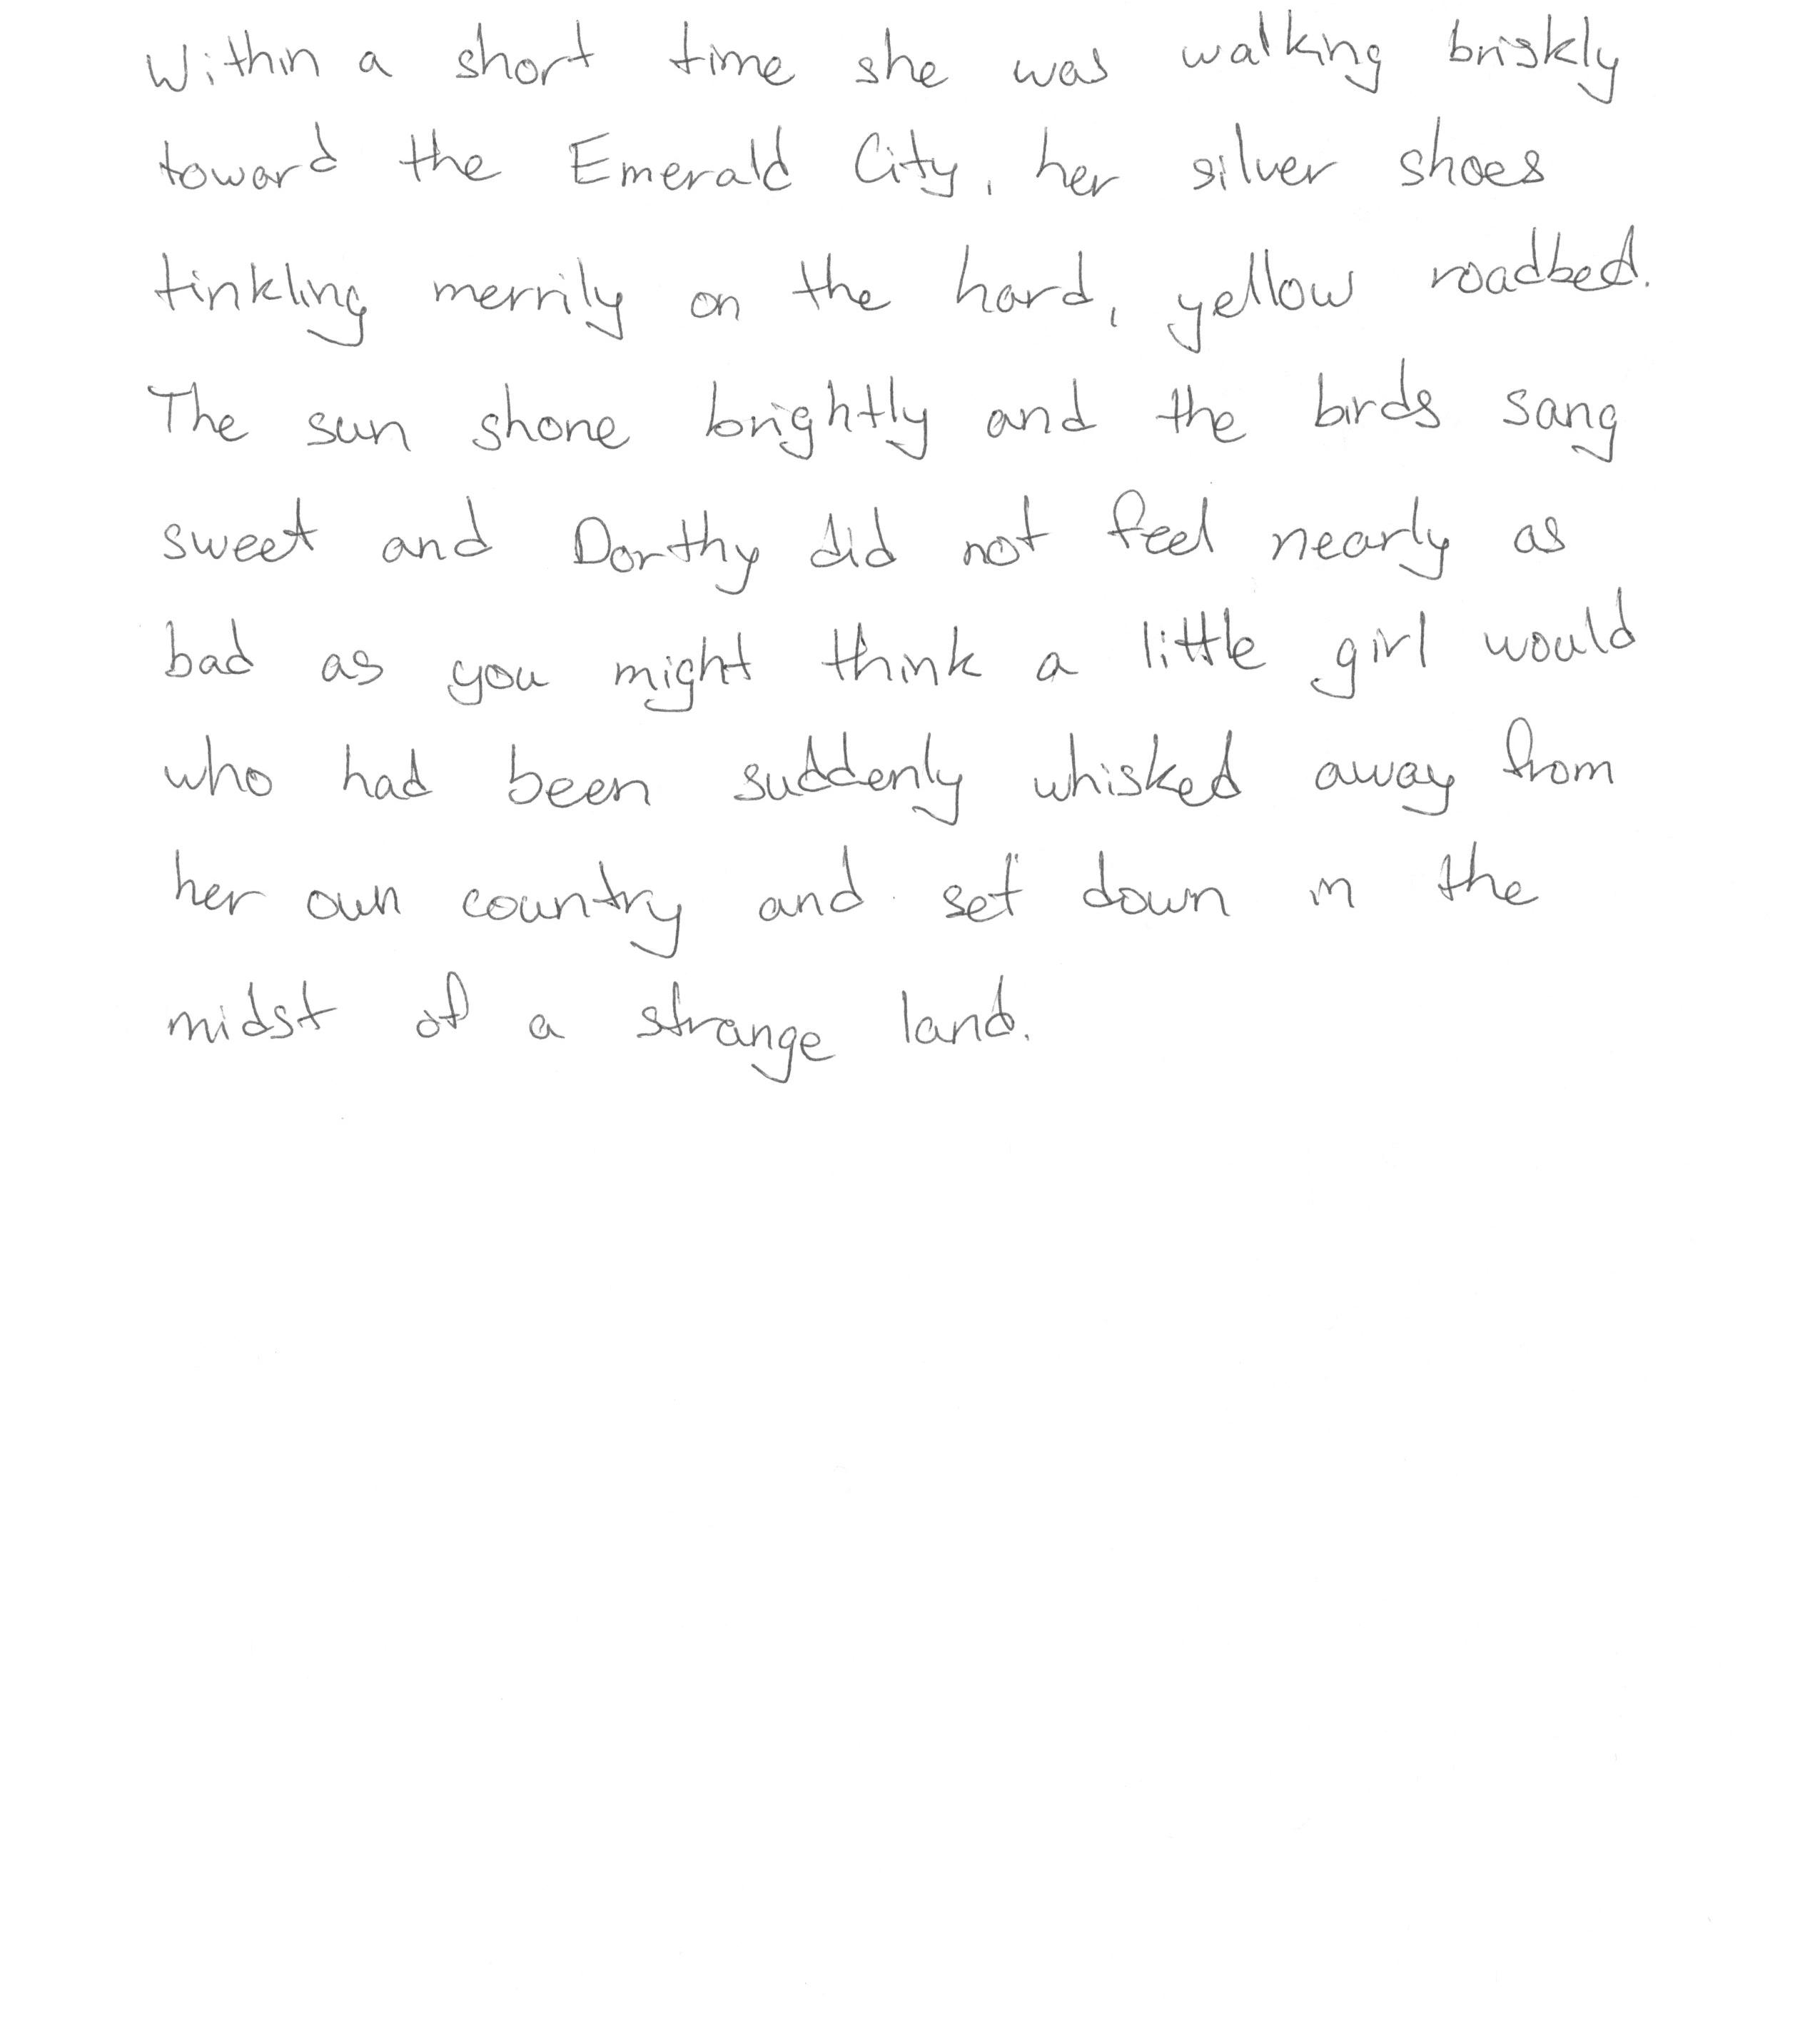 Within a short time she was walking briskly
toward the Emerald City, her silver shoes
tinkling merrily on the hard, yellow roadbed.
The sun shone brightly and the birds sang
sweet and Dorthy did not feel nearly as
bad as you might think a little girl would
who had been suddenly whisked away from
her own country and set down in the
midst of a strange land.